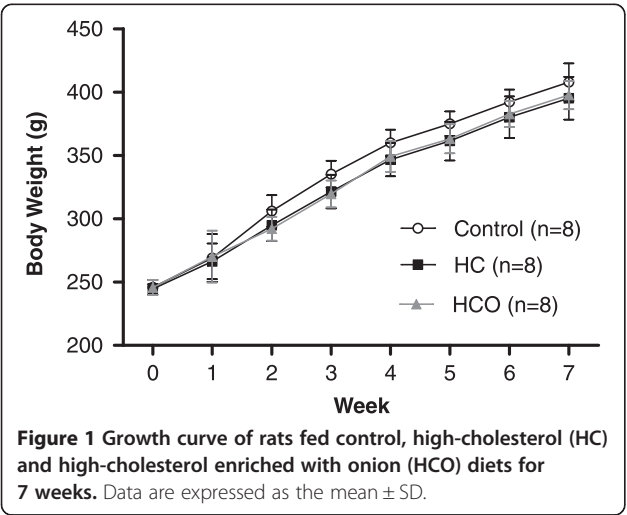 450
400
350
300
250
200
Body Weight (g)
Control (n=8)
HC (n=8)
HCO (n=8)
0 1 2 3 4 5 6 7
Week
Figure 1 Growth curve of rats fed control, high-cholesterol (HC)
and high-cholesterol enriched with onion (HCO) diets for
7 weeks. Data are expressed as the mean ± SD.